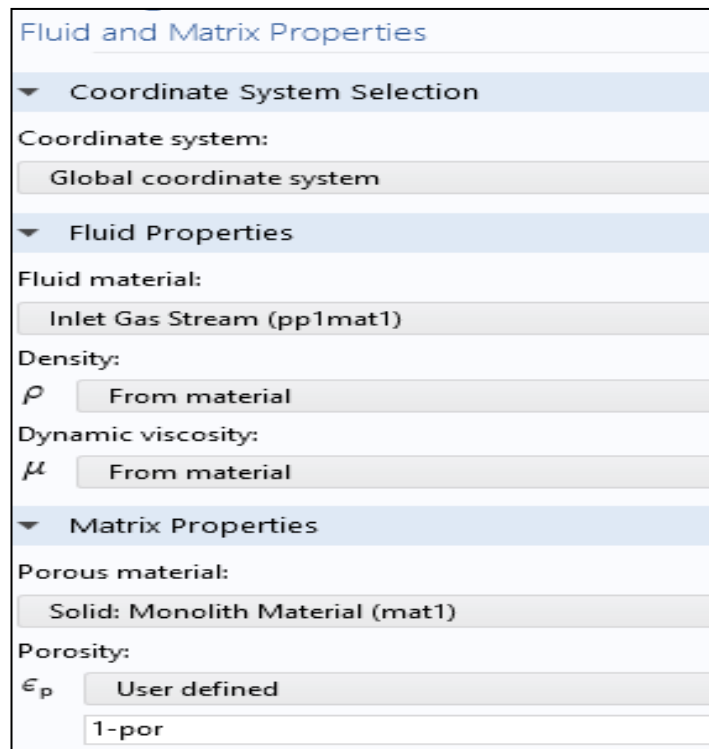 Fluid and Matrix Properties
Coordinate System Selection
Coordinate system:
Global coordinate system
Fluid Properties
Fluid material:
Inlet Gas Stream (pp1mat1)
Density:
ρ From material
Dynamic viscosity:
μ From material
Matrix Properties
Porous material:
Solid: Monolith Material (mat1)
Porosity:
ϵp User defined
1-por